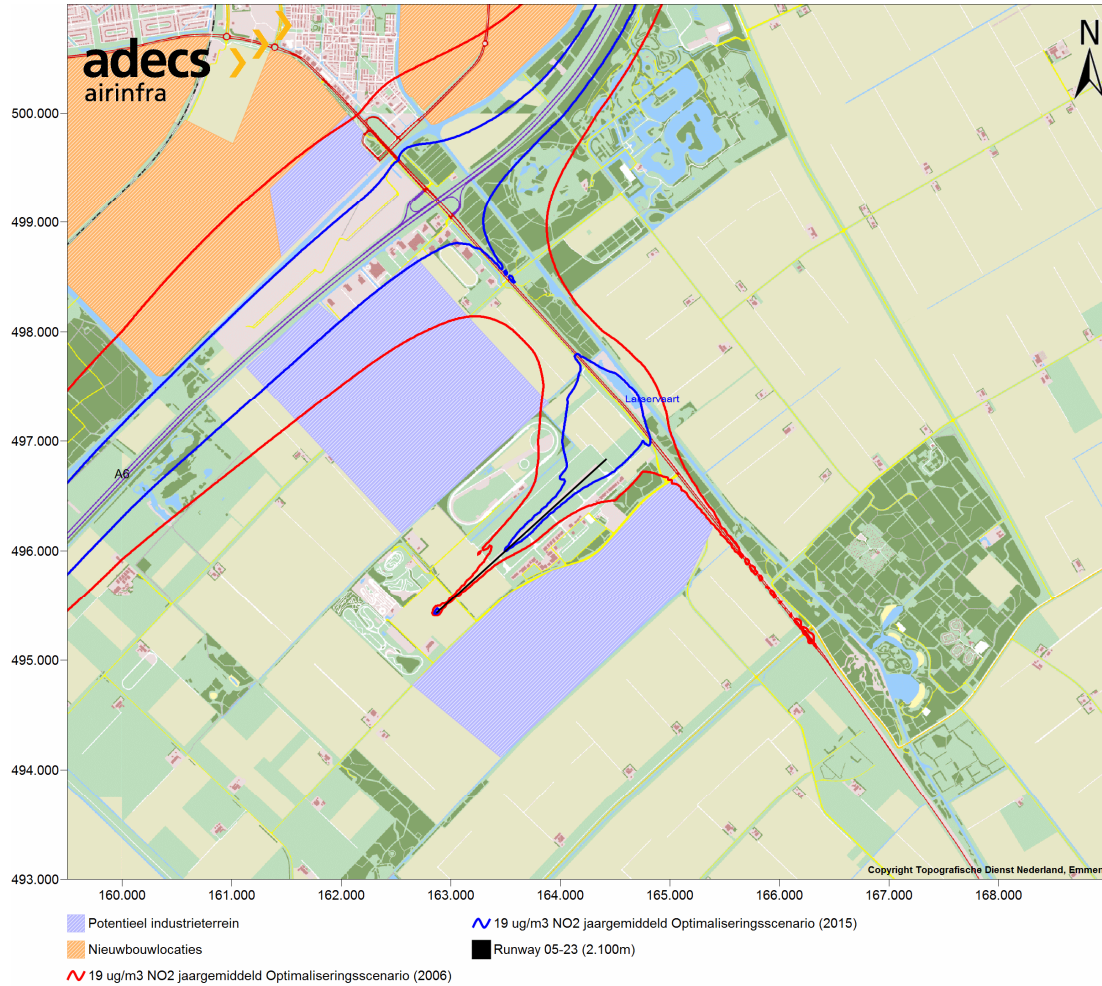 adecs
airinfra
N
500.000
499.000
498.000
Larservaart
497.000
A6
496.000
495.000
494.000
493.000
Copyright Topografische Dienst Nederland, Emmen
160.000 161.000 162.000 163.000 164.000 165.000 166.000 167.000 168.000
Potentieel industrieterrein
19 ug/m3 NO2 jaargemiddeld Optimaliseringsscenario (2015)
Nieuwbouwlocaties
Runway 05-23 (2.100m)
19 ug/m3 NO2 jaargemiddeld Optimaliseringsscenario (2006)